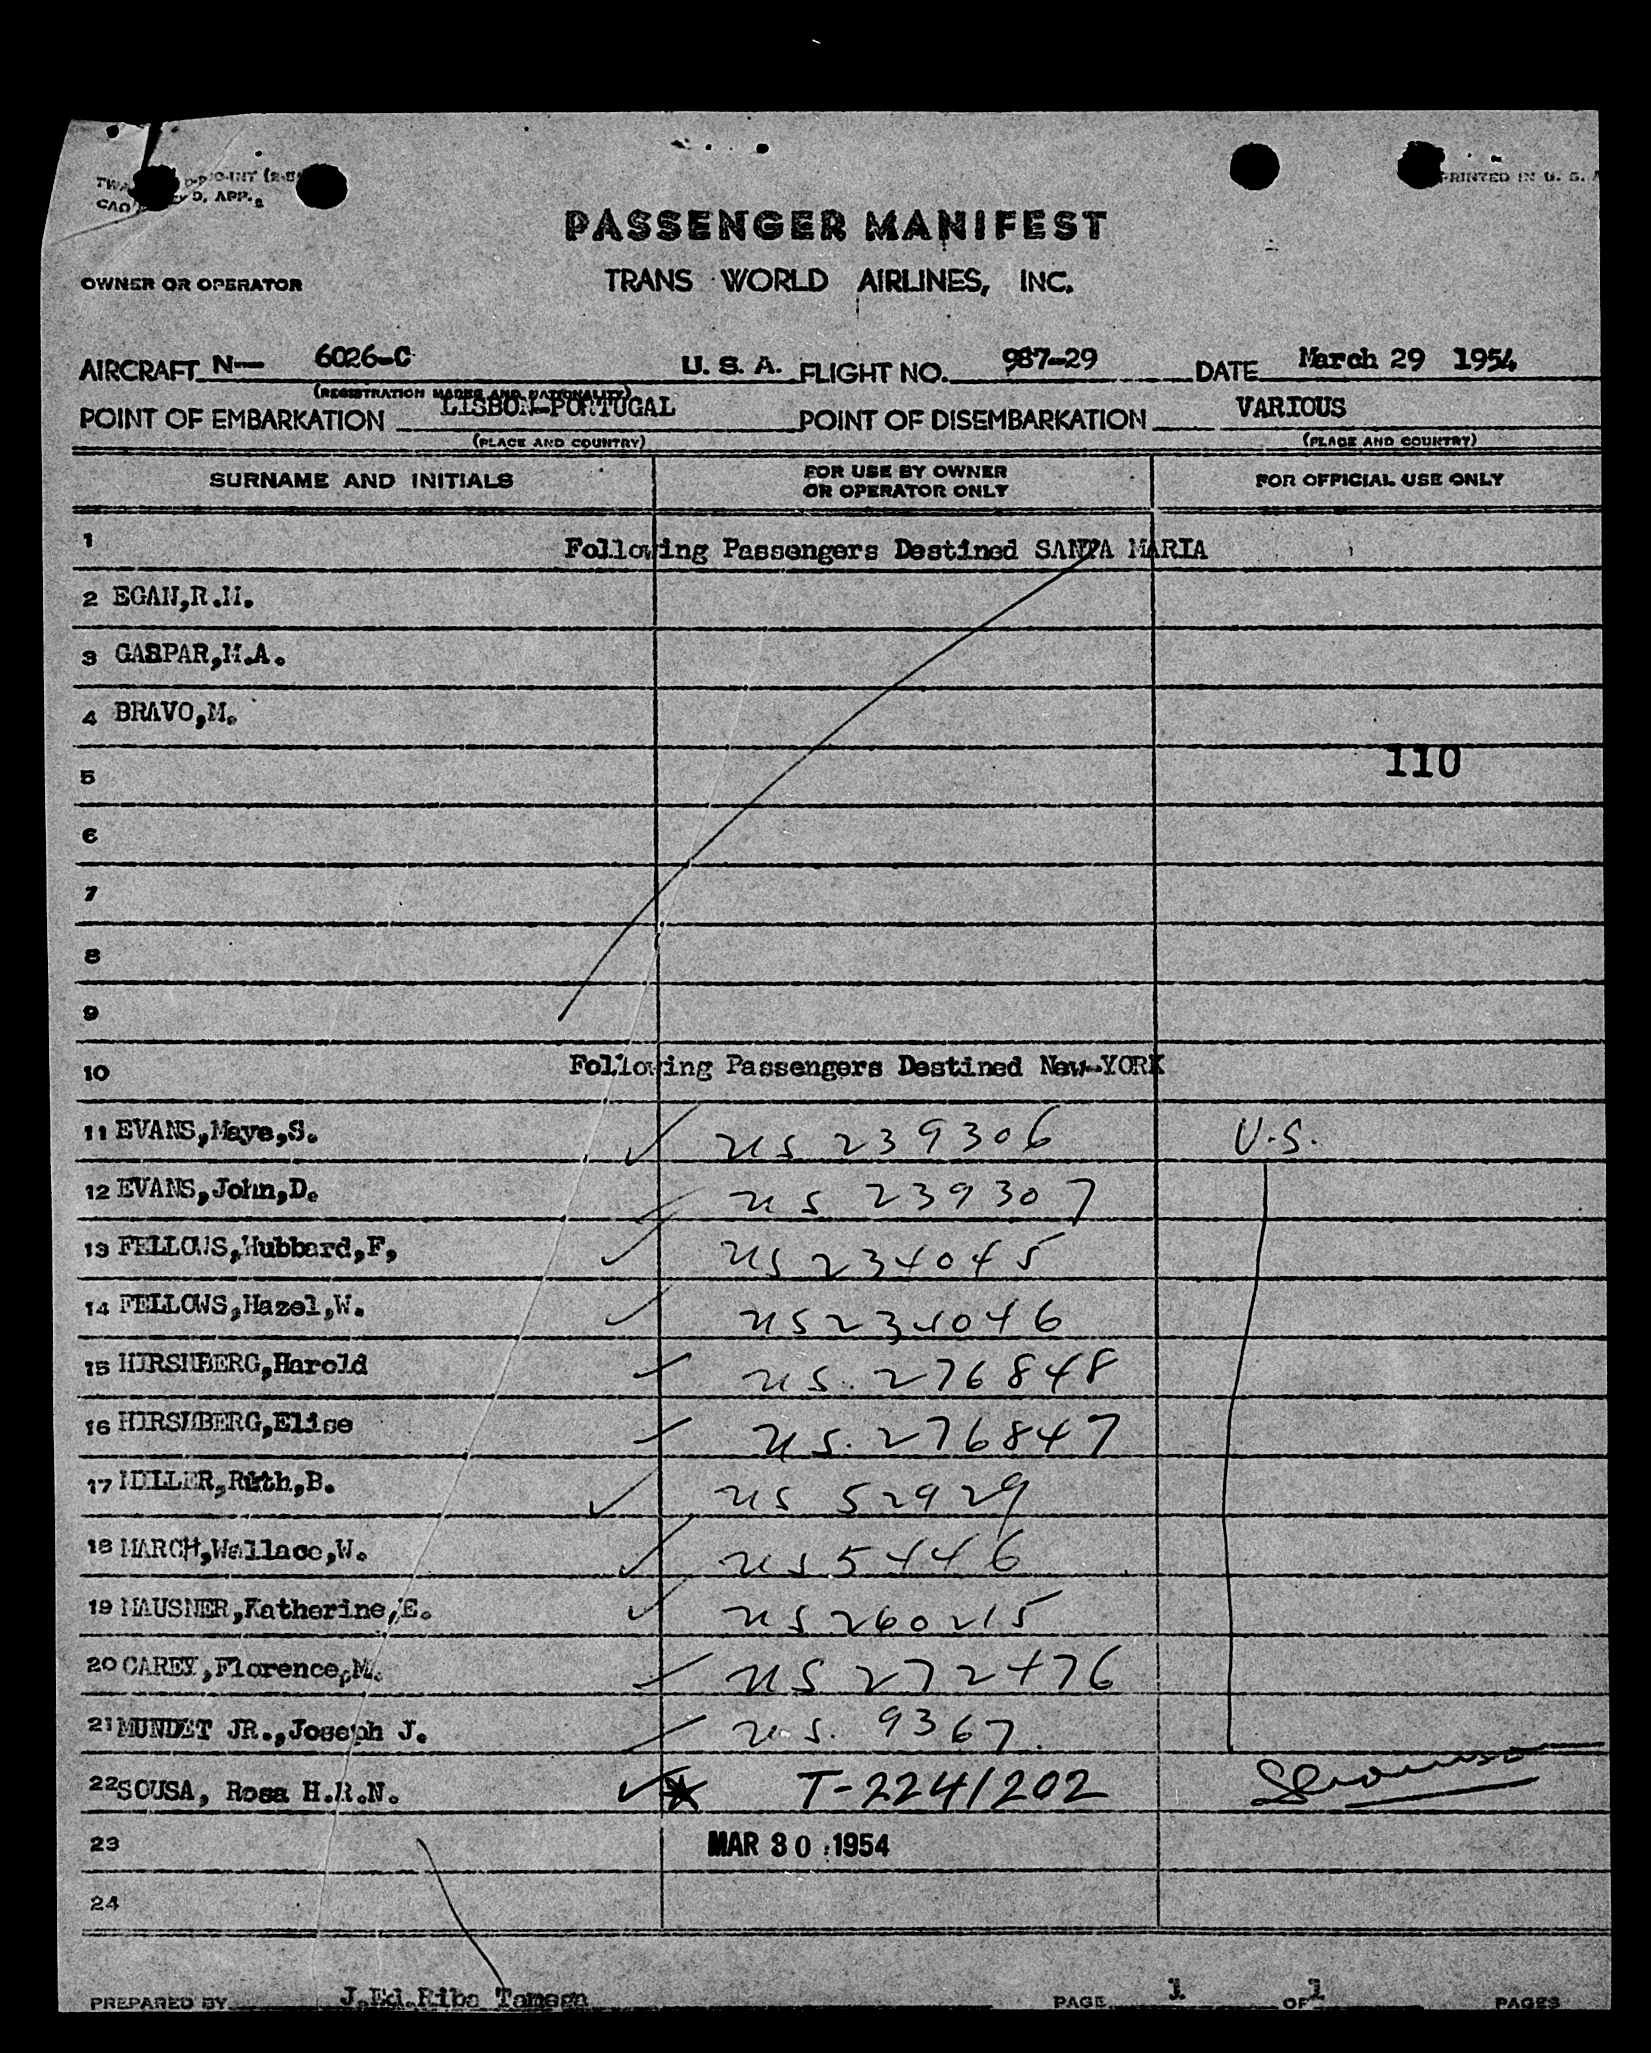 PRINTED IN U. S. A
PASSENGER MANIFEST
OWNER OR OPERATOR TRANS WORLD AIRLINES, INC.
AIRCRAFT N— 6026-C U. S. A. FLIGHT NO. 987-29 DATE March 29 1954
(REGISTRATION MARKS AND NATIONALITY)
POINT OF EMBARKATION LISBON-PORTUGAL POINT OF DISEMBARKATION VARIOUS
(PLACE AND COUNTRY) (PLACE AND COUNTRY)
SURNAME AND INITIALS FOR USE BY OWNER OR OPERATOR ONLY FOR OFFICIAL USE ONLY
1 Following Passengers Destined SANTA MARIA
2 EGAN,R.M.
3 GASPAR,M.A.
4 BRAVO,M.
5 110
6
7
8
9
10 Following Passengers Destined New-YORK
11 EVANS,Maye,S. ✓ US 239306 U.S.
12 EVANS,John,D. ✓ US 239307
13 FELLOWS,Hubbard,F, ✓ US 234045
14 FELLOWS,Hazel,W. ✓ US 234046
15 HIRSHBERG,Harold ✓ US. 276848
16 HIRSHBERG,Elise ✓ US. 276847
17 MILLER,Ruth,B. ✓ US 52929
18 MARCH,Wallace,W. ✓ US 5446
19 MAUSNER,Katherine,E. ✓ US 260215
20 CAREY,Florence,M. ✓ US 272476
21 MUNDET JR.,Joseph J. ✓ U.S. 9367.
22 SOUSA, Rosa H.R.N. ✓ * T-224/202
23 MAR 30 1954
24
PREPARED BY J.Ed.Riba Tamega PAGE 1 OF 1 PAGES